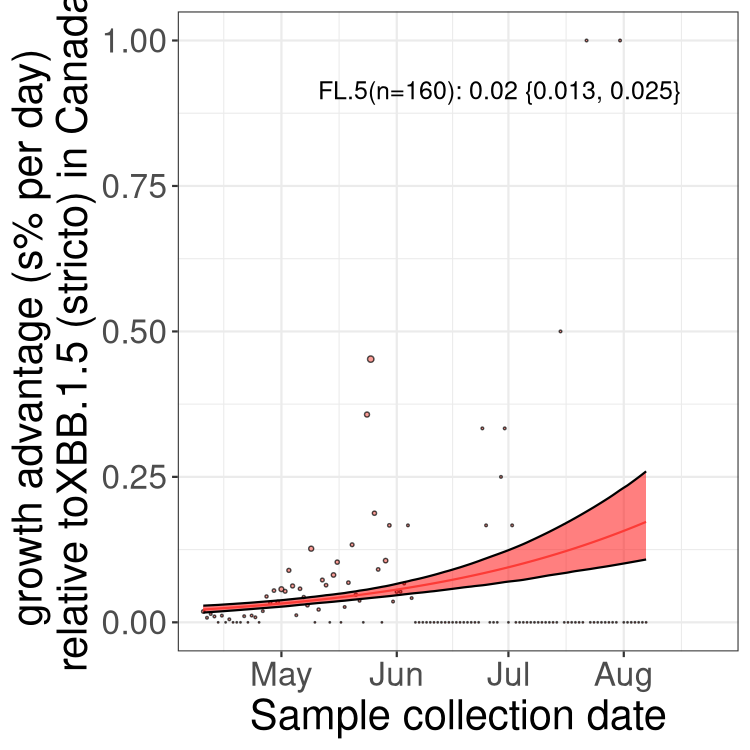 growth advantage (s% per day)
relative toXBB.1.5 (stricto) in Canada
1.00
0.75
0.50
0.25
0.00
FL.5(n=160): 0.02 {0.013, 0.025}
May Jun Jul Aug
Sample collection date